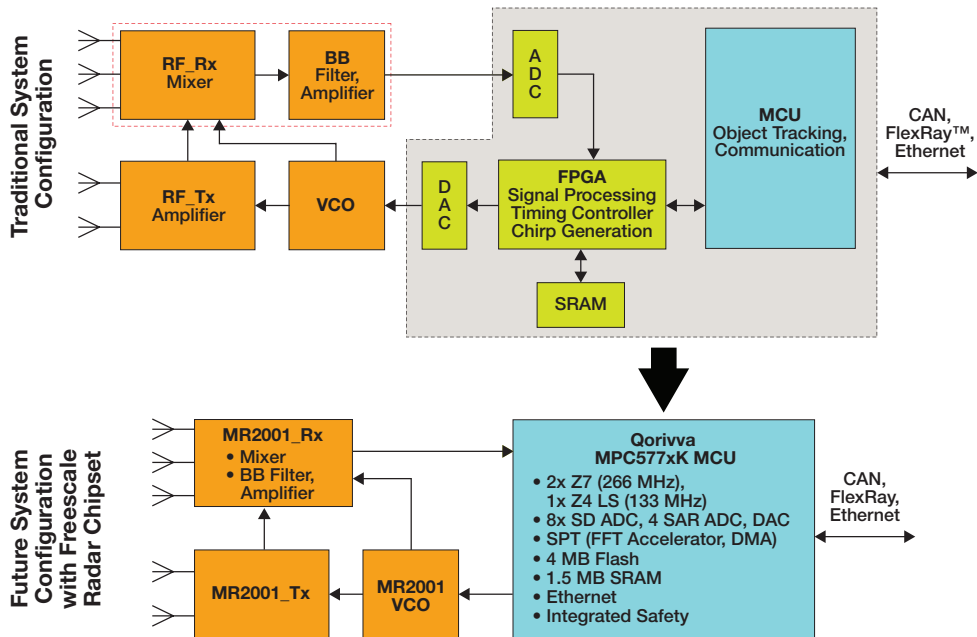 Traditional System
Configuration
RF_Rx
Mixer
BB
Filter,
Amplifier
A
D
C
MCU
Object Tracking,
Communication
CAN,
FlexRay™,
Ethernet
RF_Tx
Amplifier
VCO
D
A
C
FPGA
Signal Processing
Timing Controller
Chirp Generation
SRAM
Future System
Configuration
with Freescale
Radar Chipset
MR2001_Rx
• Mixer
• BB Filter,
Amplifier
MR2001_Tx
MR2001
VCO
Qorivva
MPC577xK MCU
• 2x Z7 (266 MHz),
1x Z4 LS (133 MHz)
• 8x SD ADC, 4 SAR ADC, DAC
• SPT (FFT Accelerator, DMA)
• 4 MB Flash
• 1.5 MB SRAM
• Ethernet
• Integrated Safety
CAN,
FlexRay,
Ethernet